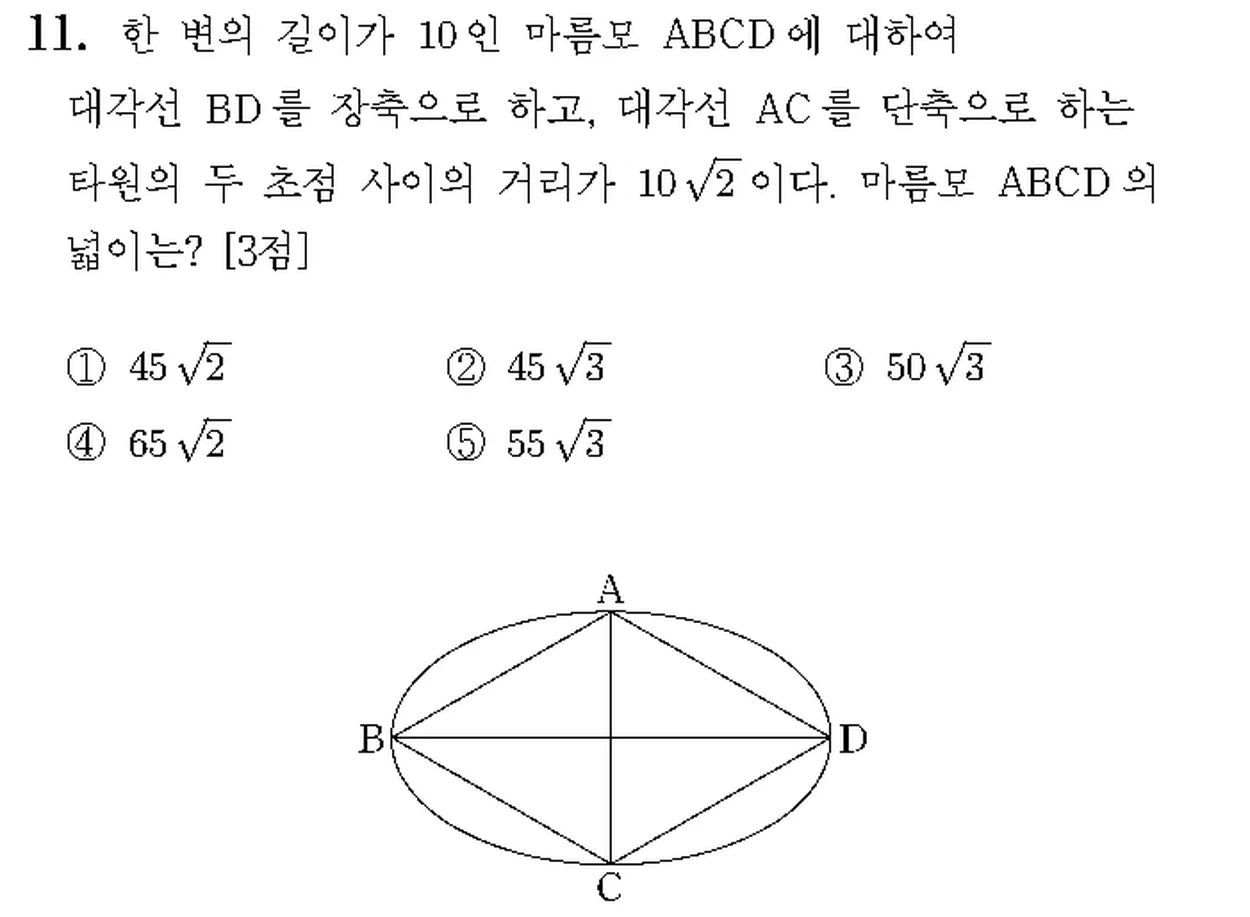 11. 한 변의 길이가 10인 마름모 ABCD에 대하여
대각선 BD를 장축으로 하고, 대각선 AC를 단축으로 하는
타원의 두 초점 사이의 거리가 10√2이다. 마름모 ABCD의
넓이는? [3점]
① 45√2 ② 45√3 ③ 50√3
④ 65√2 ⑤ 55√3
A
B D
C